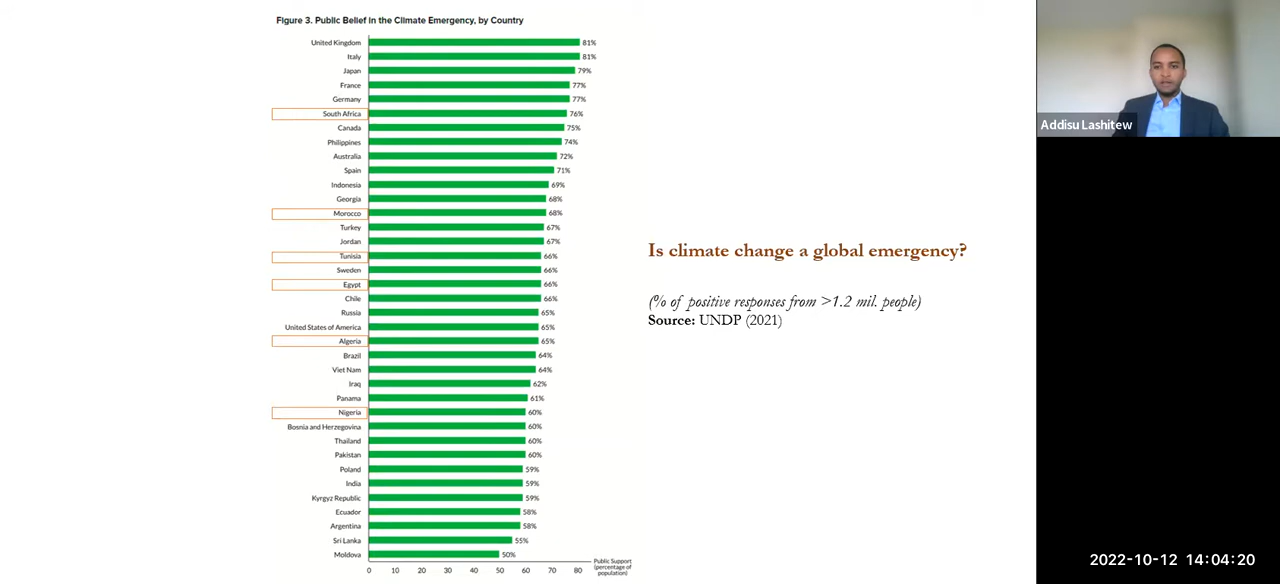 Figure 3. Public Belief in the Climate Emergency, by Country
United Kingdom 81%
Italy 81%
Japan 79%
France 77%
Germany 77%
South Africa 76%
Canada 75%
Philippines 74%
Australia 72%
Spain 71%
Indonesia 69%
Georgia 68%
Morocco 68%
Turkey 67%
Jordan 67%
Tunisia 66%
Sweden 66%
Egypt 66%
Chile 66%
Russia 65%
United States of America 65%
Algeria 65%
Brazil 64%
Viet Nam 64%
Iraq 62%
Panama 61%
Nigeria 60%
Bosnia and Herzegovina 60%
Thailand 60%
Pakistan 60%
Poland 59%
India 59%
Kyrgyz Republic 59%
Ecuador 58%
Argentina 58%
Sri Lanka 55%
Moldova 50%
0 10 20 30 40 50 60 70 80
Public Support
(percentage of
population)
Is climate change a global emergency?
(% of positive responses from >1.2 mil. people)
Source: UNDP (2021)
Addisu Lashitew
2022-10-12 14:04:20